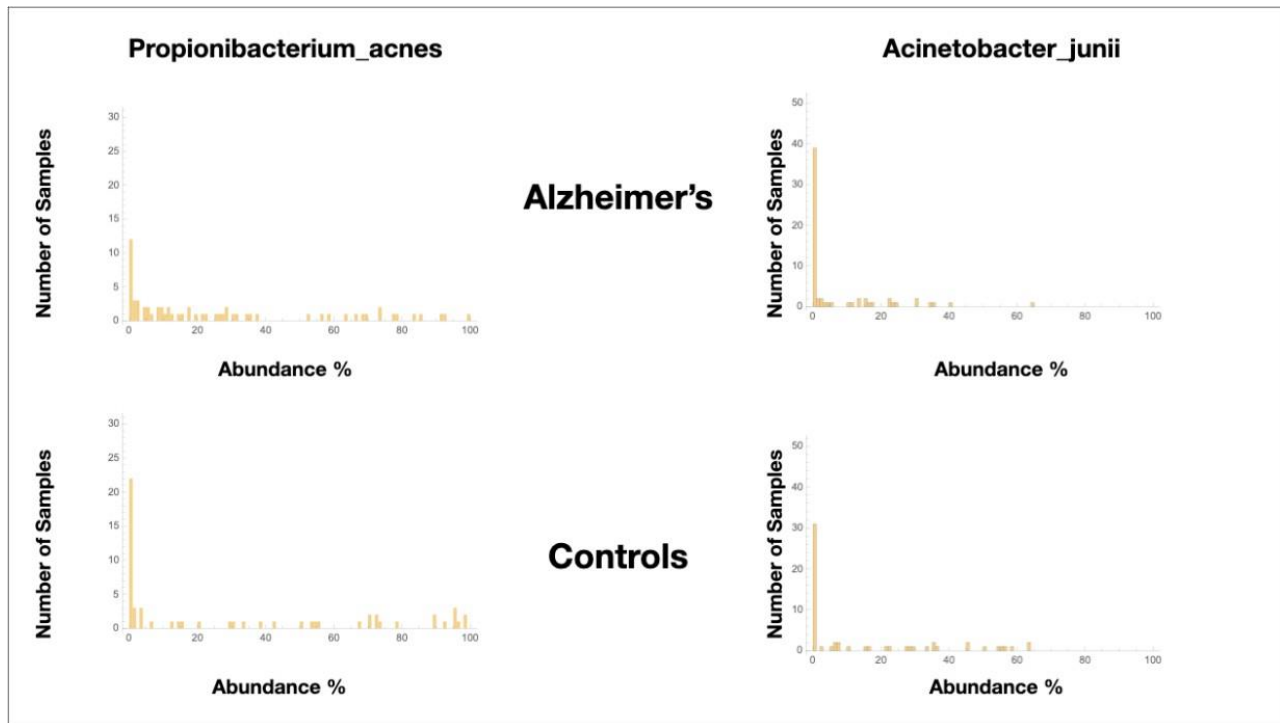 Propionibacterium_acnes
Acinetobacter_junii
Number of Samples
30
25
20
15
10
5
0
0 20 40 60 80 100
Abundance %
Alzheimer's
Number of Samples
50
40
30
20
10
0
0 20 40 60 80 100
Abundance %
Number of Samples
30
25
20
15
10
5
0
0 20 40 60 80 100
Abundance %
Controls
Number of Samples
50
40
30
20
10
0
0 20 40 60 80 100
Abundance %